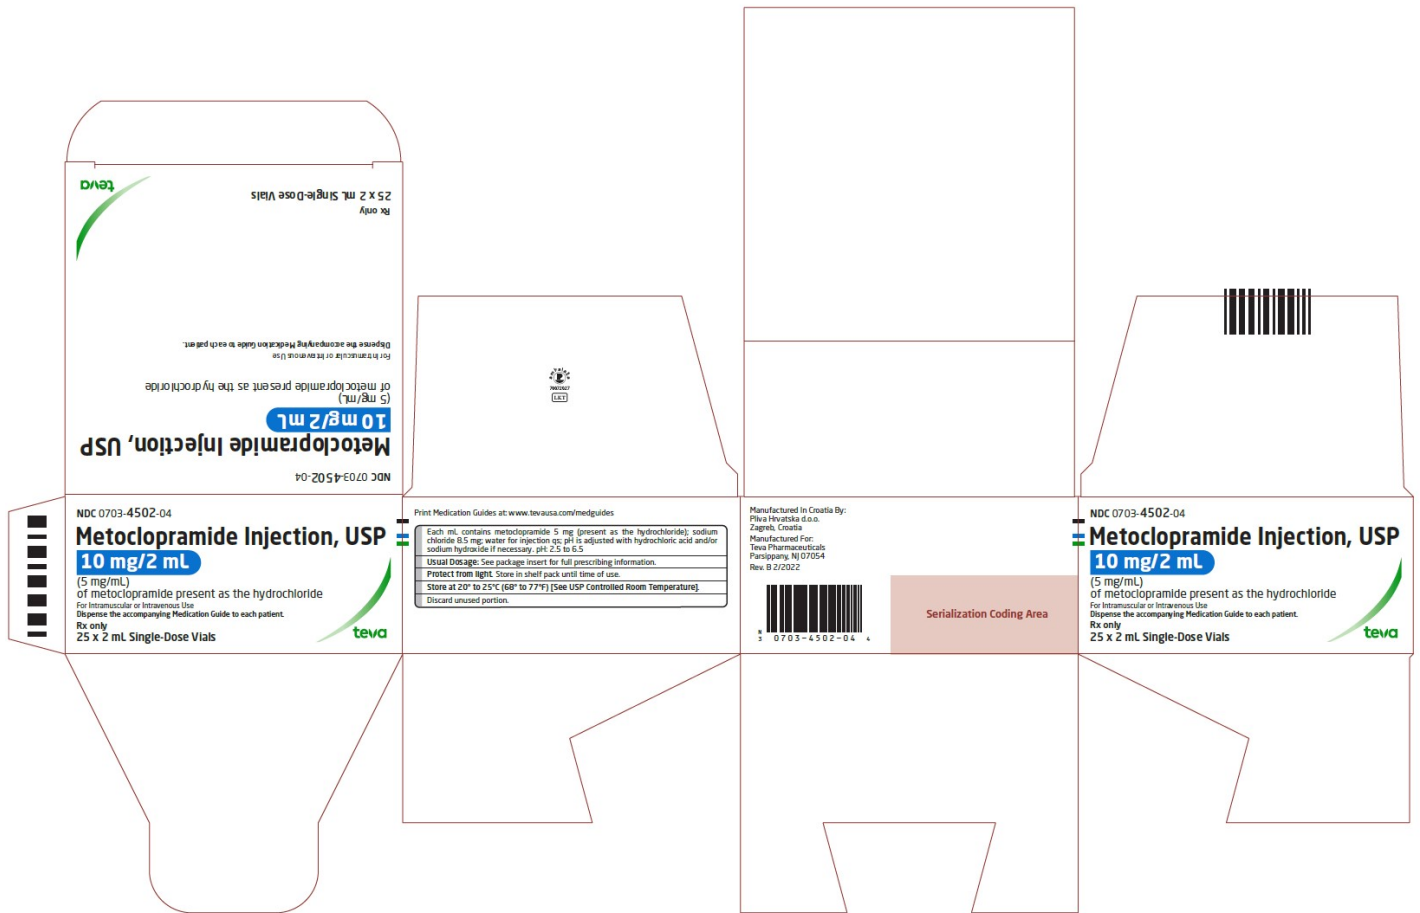 teva
25 x 2 mL Single-Dose Vials
Rx only
Dispense the accompanying Medication Guide to each patient.
For Intramuscular or Intravenous Use
of metoclopramide present as the hydrochloride
(5 mg/mL)
10 mg/2 mL
Metoclopramide Injection, USP
NDC 0703-4502-04
70072627
LET
NDC 0703-4502-04
Metoclopramide Injection, USP
10 mg/2 mL
(5 mg/mL)
of metoclopramide present as the hydrochloride
For Intramuscular or Intravenous Use
Dispense the accompanying Medication Guide to each patient.
Rx only
25 x 2 mL Single-Dose Vials
teva
Print Medication Guides at: www.tevausa.com/medguides
Each mL contains metoclopramide 5 mg (present as the hydrochloride); sodium
chloride 8.5 mg; water for injection qs; pH is adjusted with hydrochloric acid and/or
sodium hydroxide if necessary. pH: 2.5 to 6.5
Usual Dosage: See package insert for full prescribing information.
Protect from light. Store in shelf pack until time of use.
Store at 20° to 25°C (68° to 77°F) [See USP Controlled Room Temperature].
Discard unused portion.
Manufactured In Croatia By:
Pliva Hrvatska d.o.o.
Zagreb, Croatia
Manufactured For:
Teva Pharmaceuticals
Parsippany, NJ 07054
Rev. B 2/2022
N
3 0703-4502-04 4
Serialization Coding Area
NDC 0703-4502-04
Metoclopramide Injection, USP
10 mg/2 mL
(5 mg/mL)
of metoclopramide present as the hydrochloride
For Intramuscular or Intravenous Use
Dispense the accompanying Medication Guide to each patient.
Rx only
25 x 2 mL Single-Dose Vials
teva